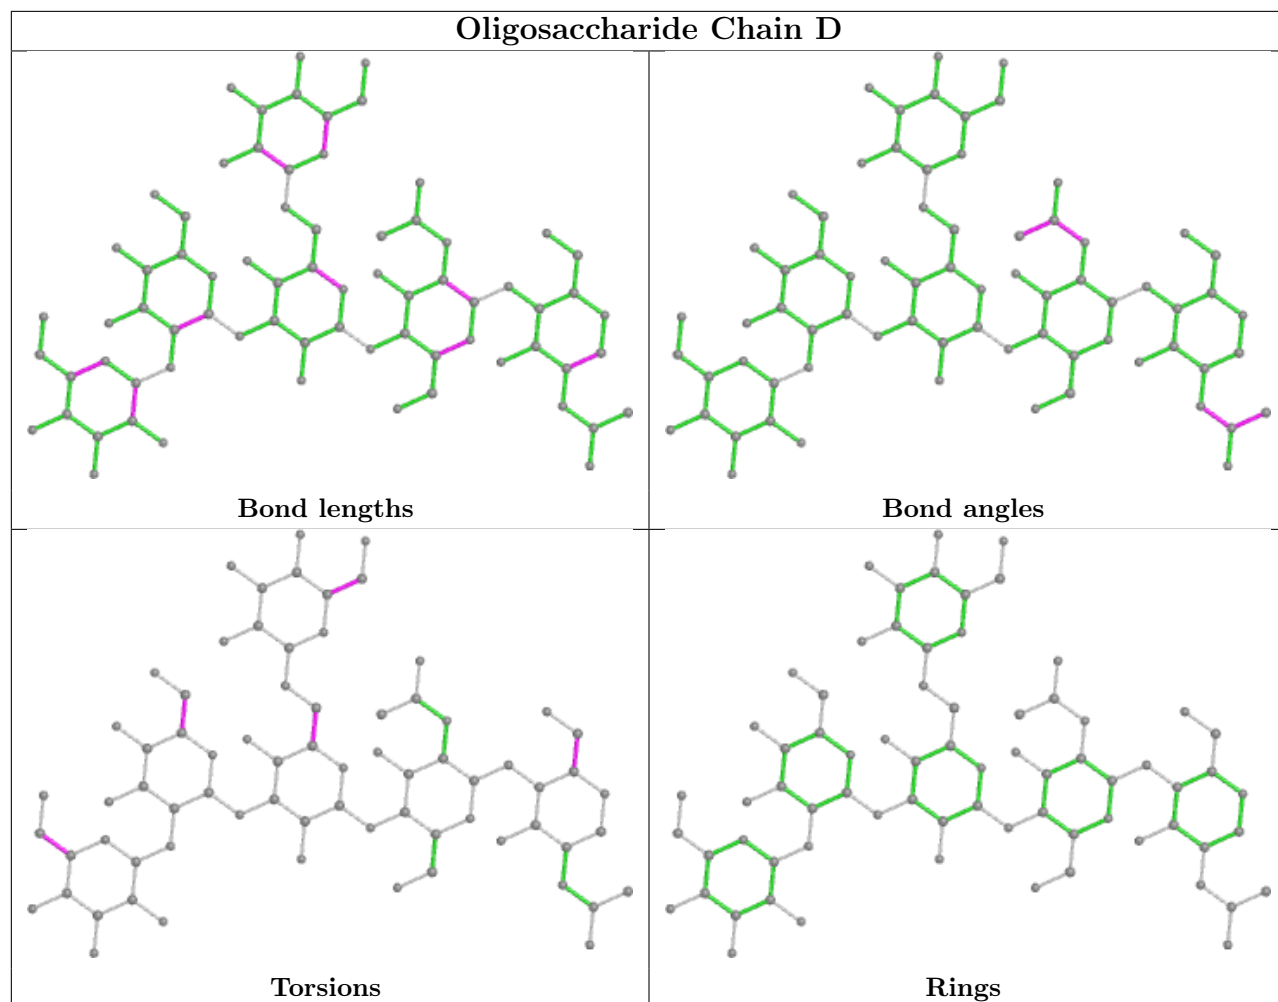 Oligosaccharide Chain D
Bond lengths
Bond angles
Torsions
Rings